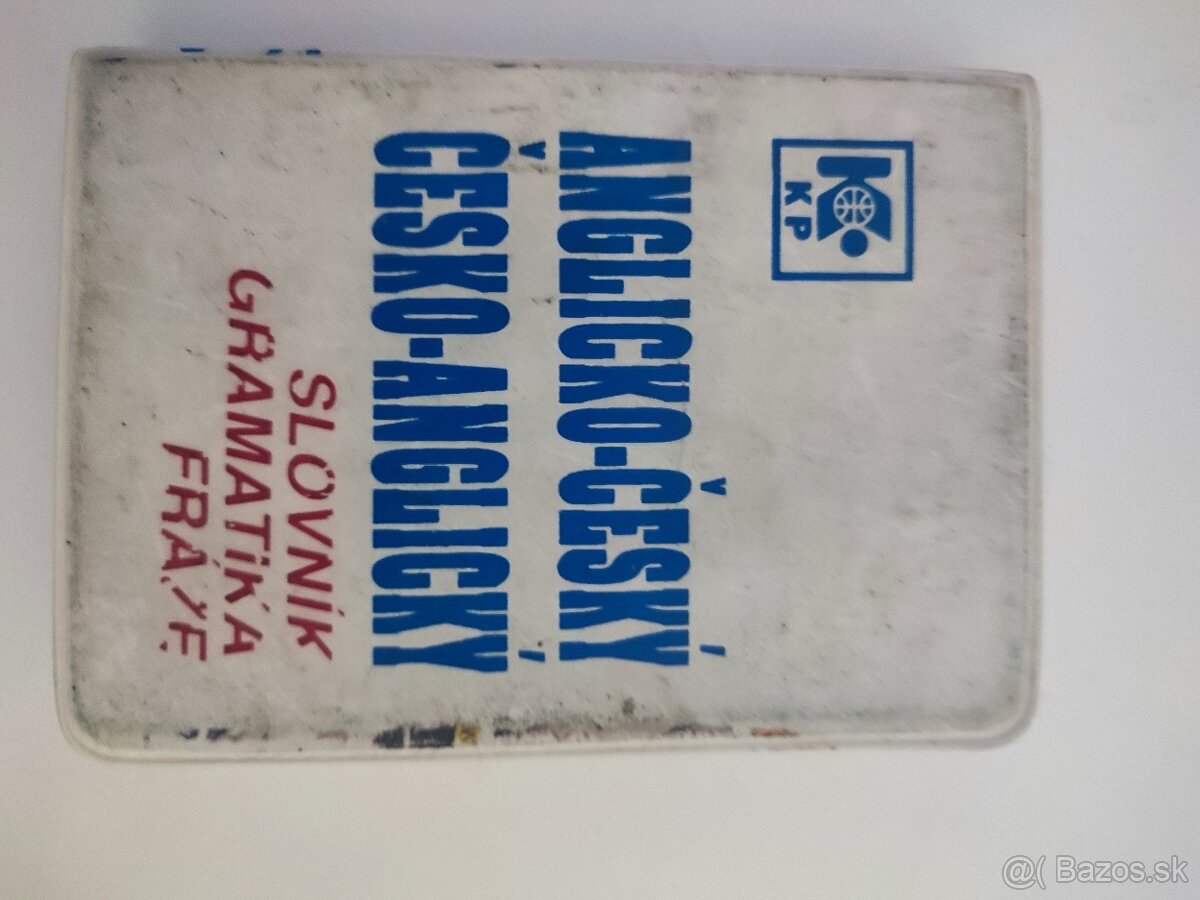 KP
ANGLICKO-ČESKÝ
ČESKO-ANGLICKÝ
SLOVNÍK
GRAMATIKA
FRÁZE
@( Bazos.sk